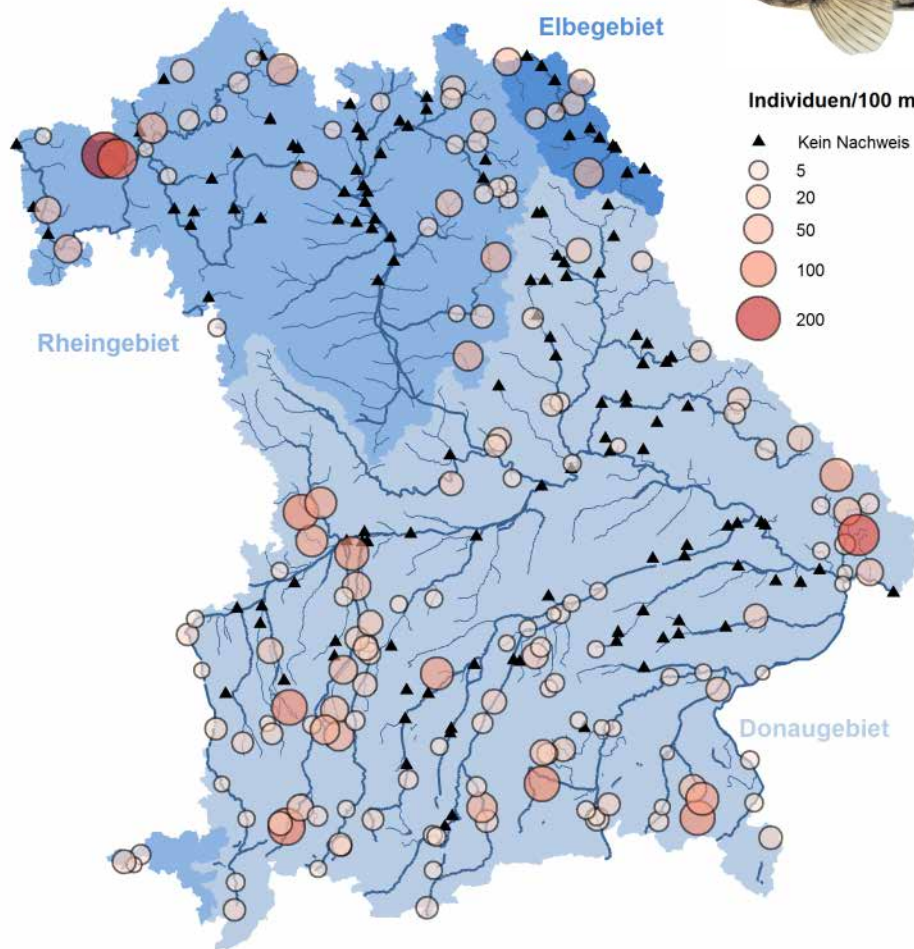 Elbegebiet
Individuen/100 m
Kein Nachweis
5
20
50
100
200
Rheingebiet
Donaugebiet